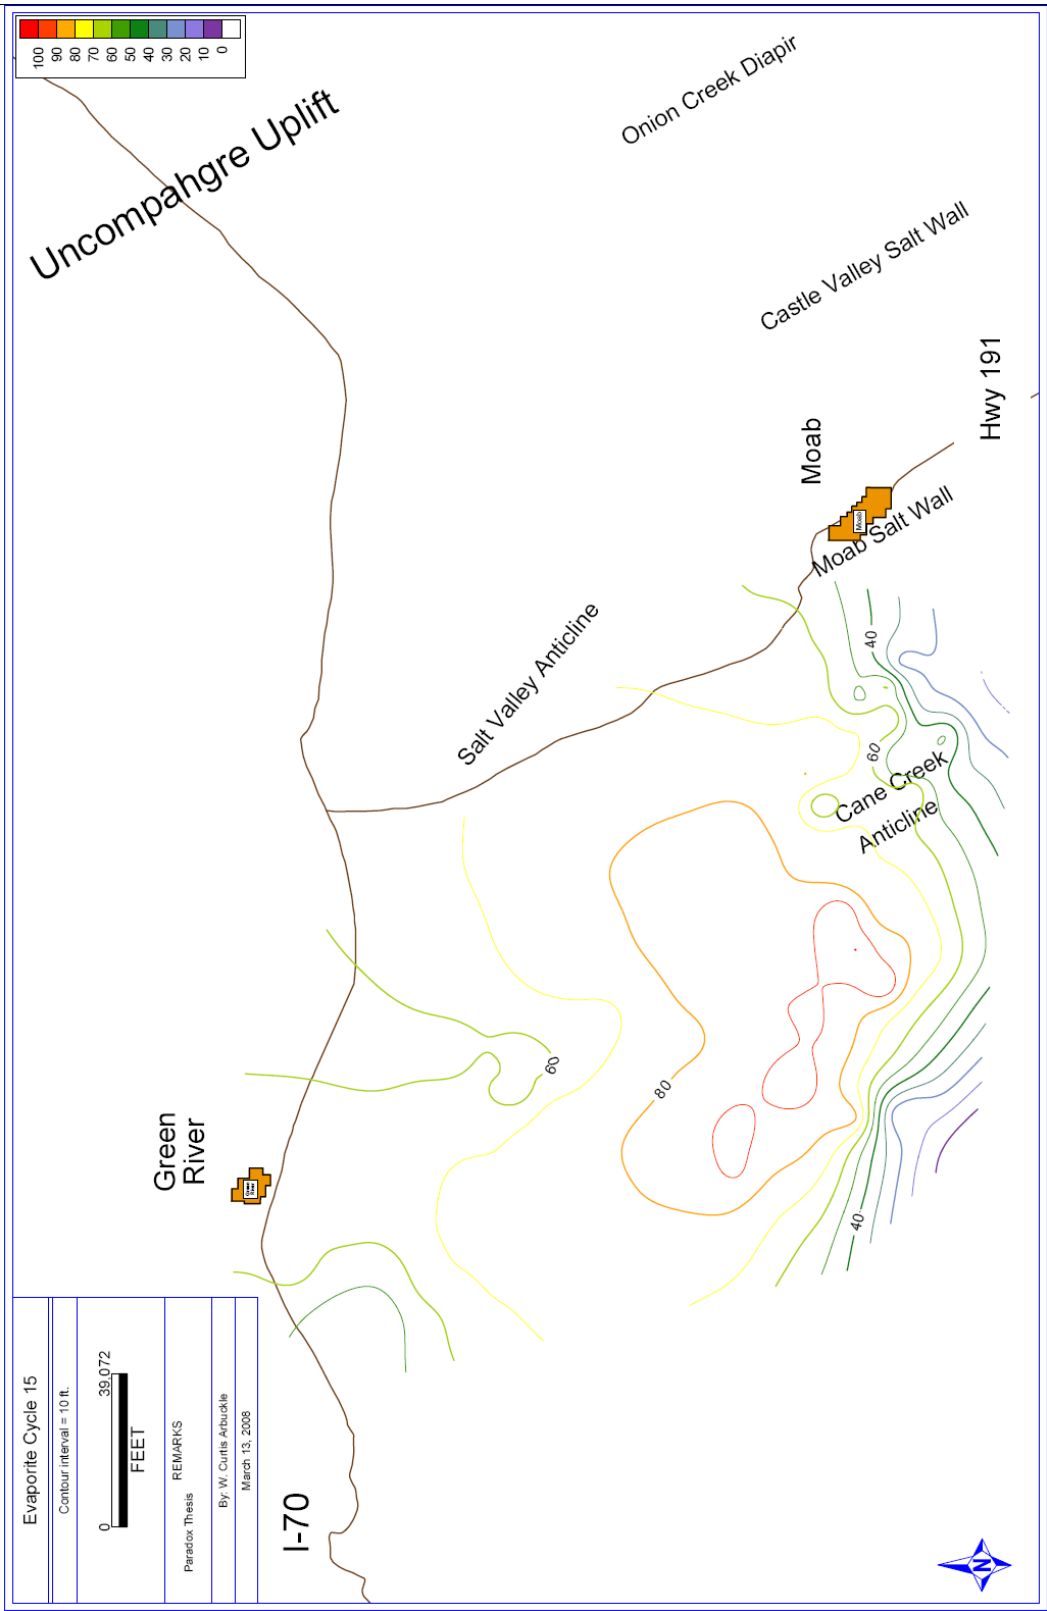 100
90
80
70
60
50
40
30
20
10
0
Uncompahgre Uplift
Onion Creek Diapir
Castle Valley Salt Wall
Hwy 191
Moab
Moab
Moab Salt Wall
Salt Valley Anticline
40
60
Cane Creek
Anticline
60
80
40
Green
River
Green
River
I-70
Evaporite Cycle 15
Contour interval = 10 ft.
0
39,072
FEET
REMARKS
Paradox Thesis
By: W. Curtis Arbuckle
March 13, 2008
N